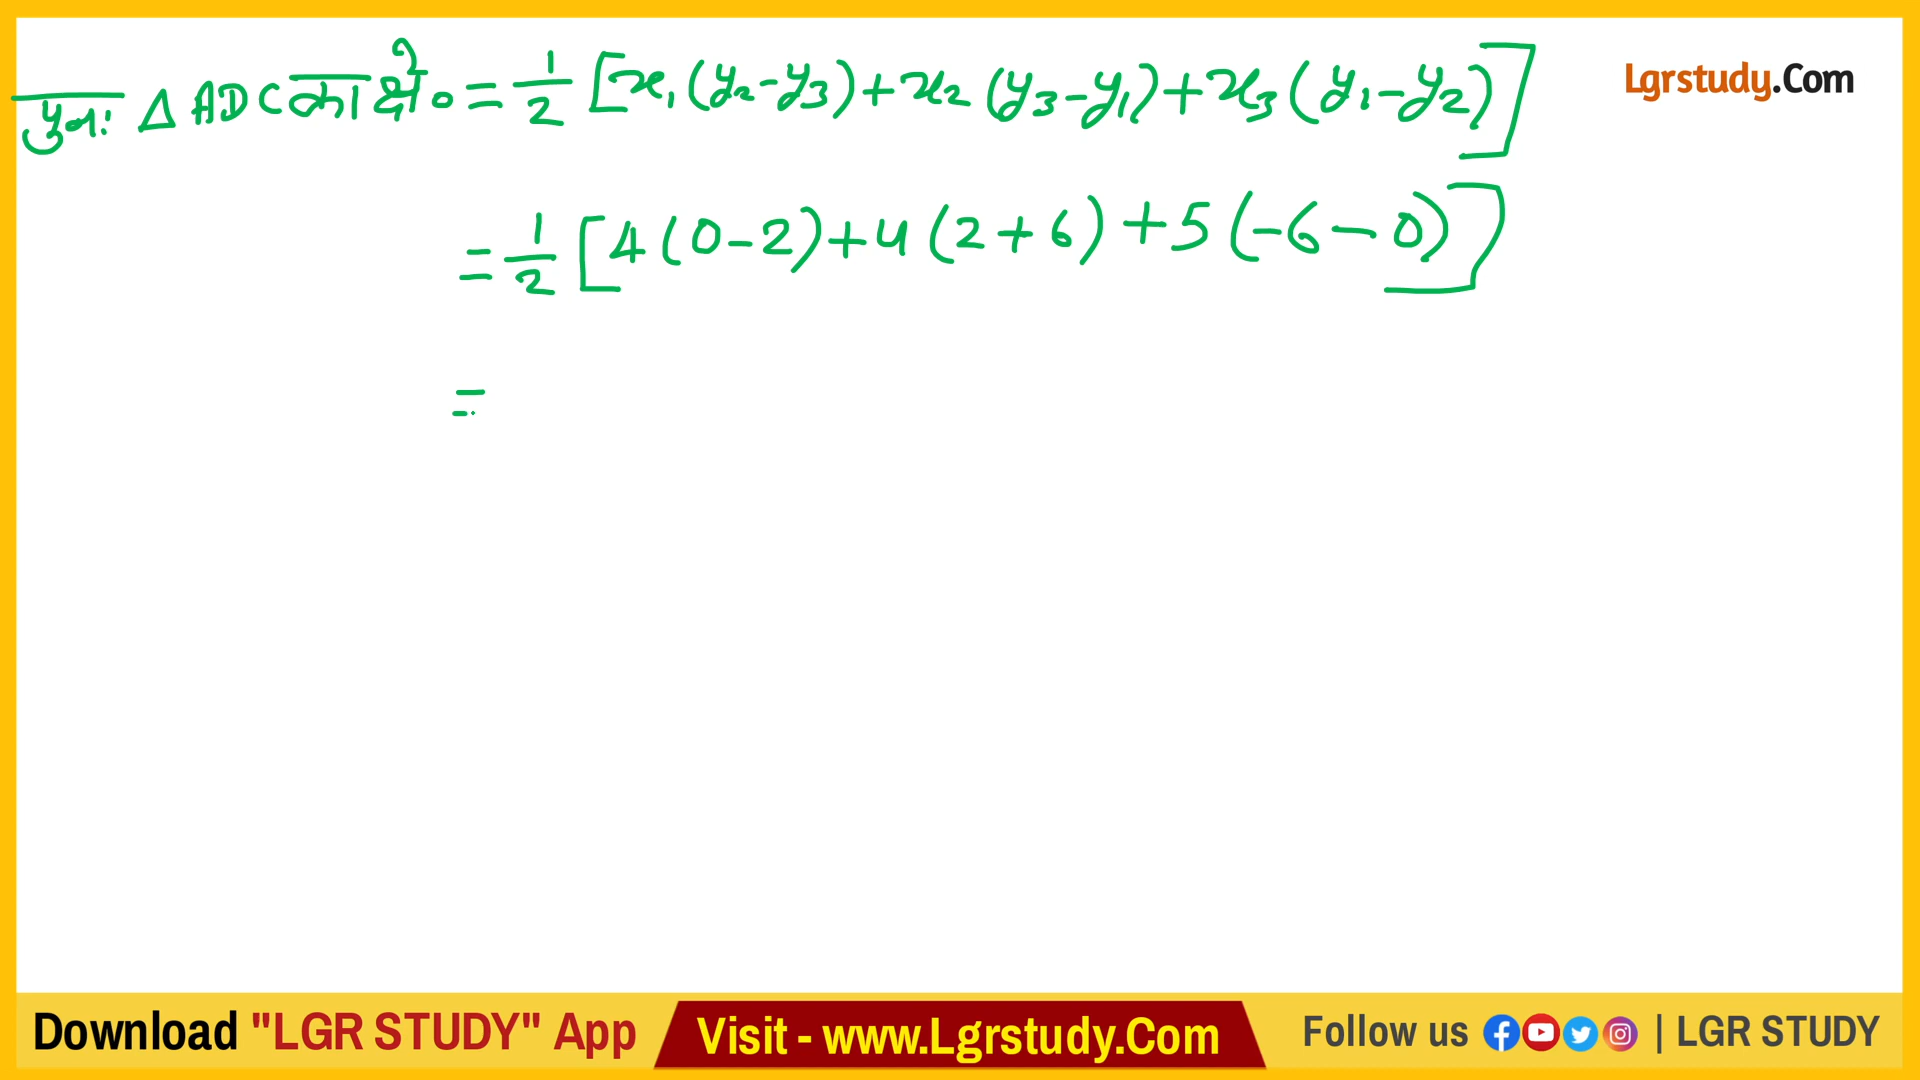 पुनः Δ ADC का क्षे० = 1/2 [x₁(y₂-y₃)+x₂(y₃-y₁)+x₃(y₁-y₂)]
Lgrstudy.Com
= 1/2 [4(0-2)+4(2+6)+5(-6-0)]
=
Download "LGR STUDY" App
Visit - www.Lgrstudy.Com
Follow us | LGR STUDY